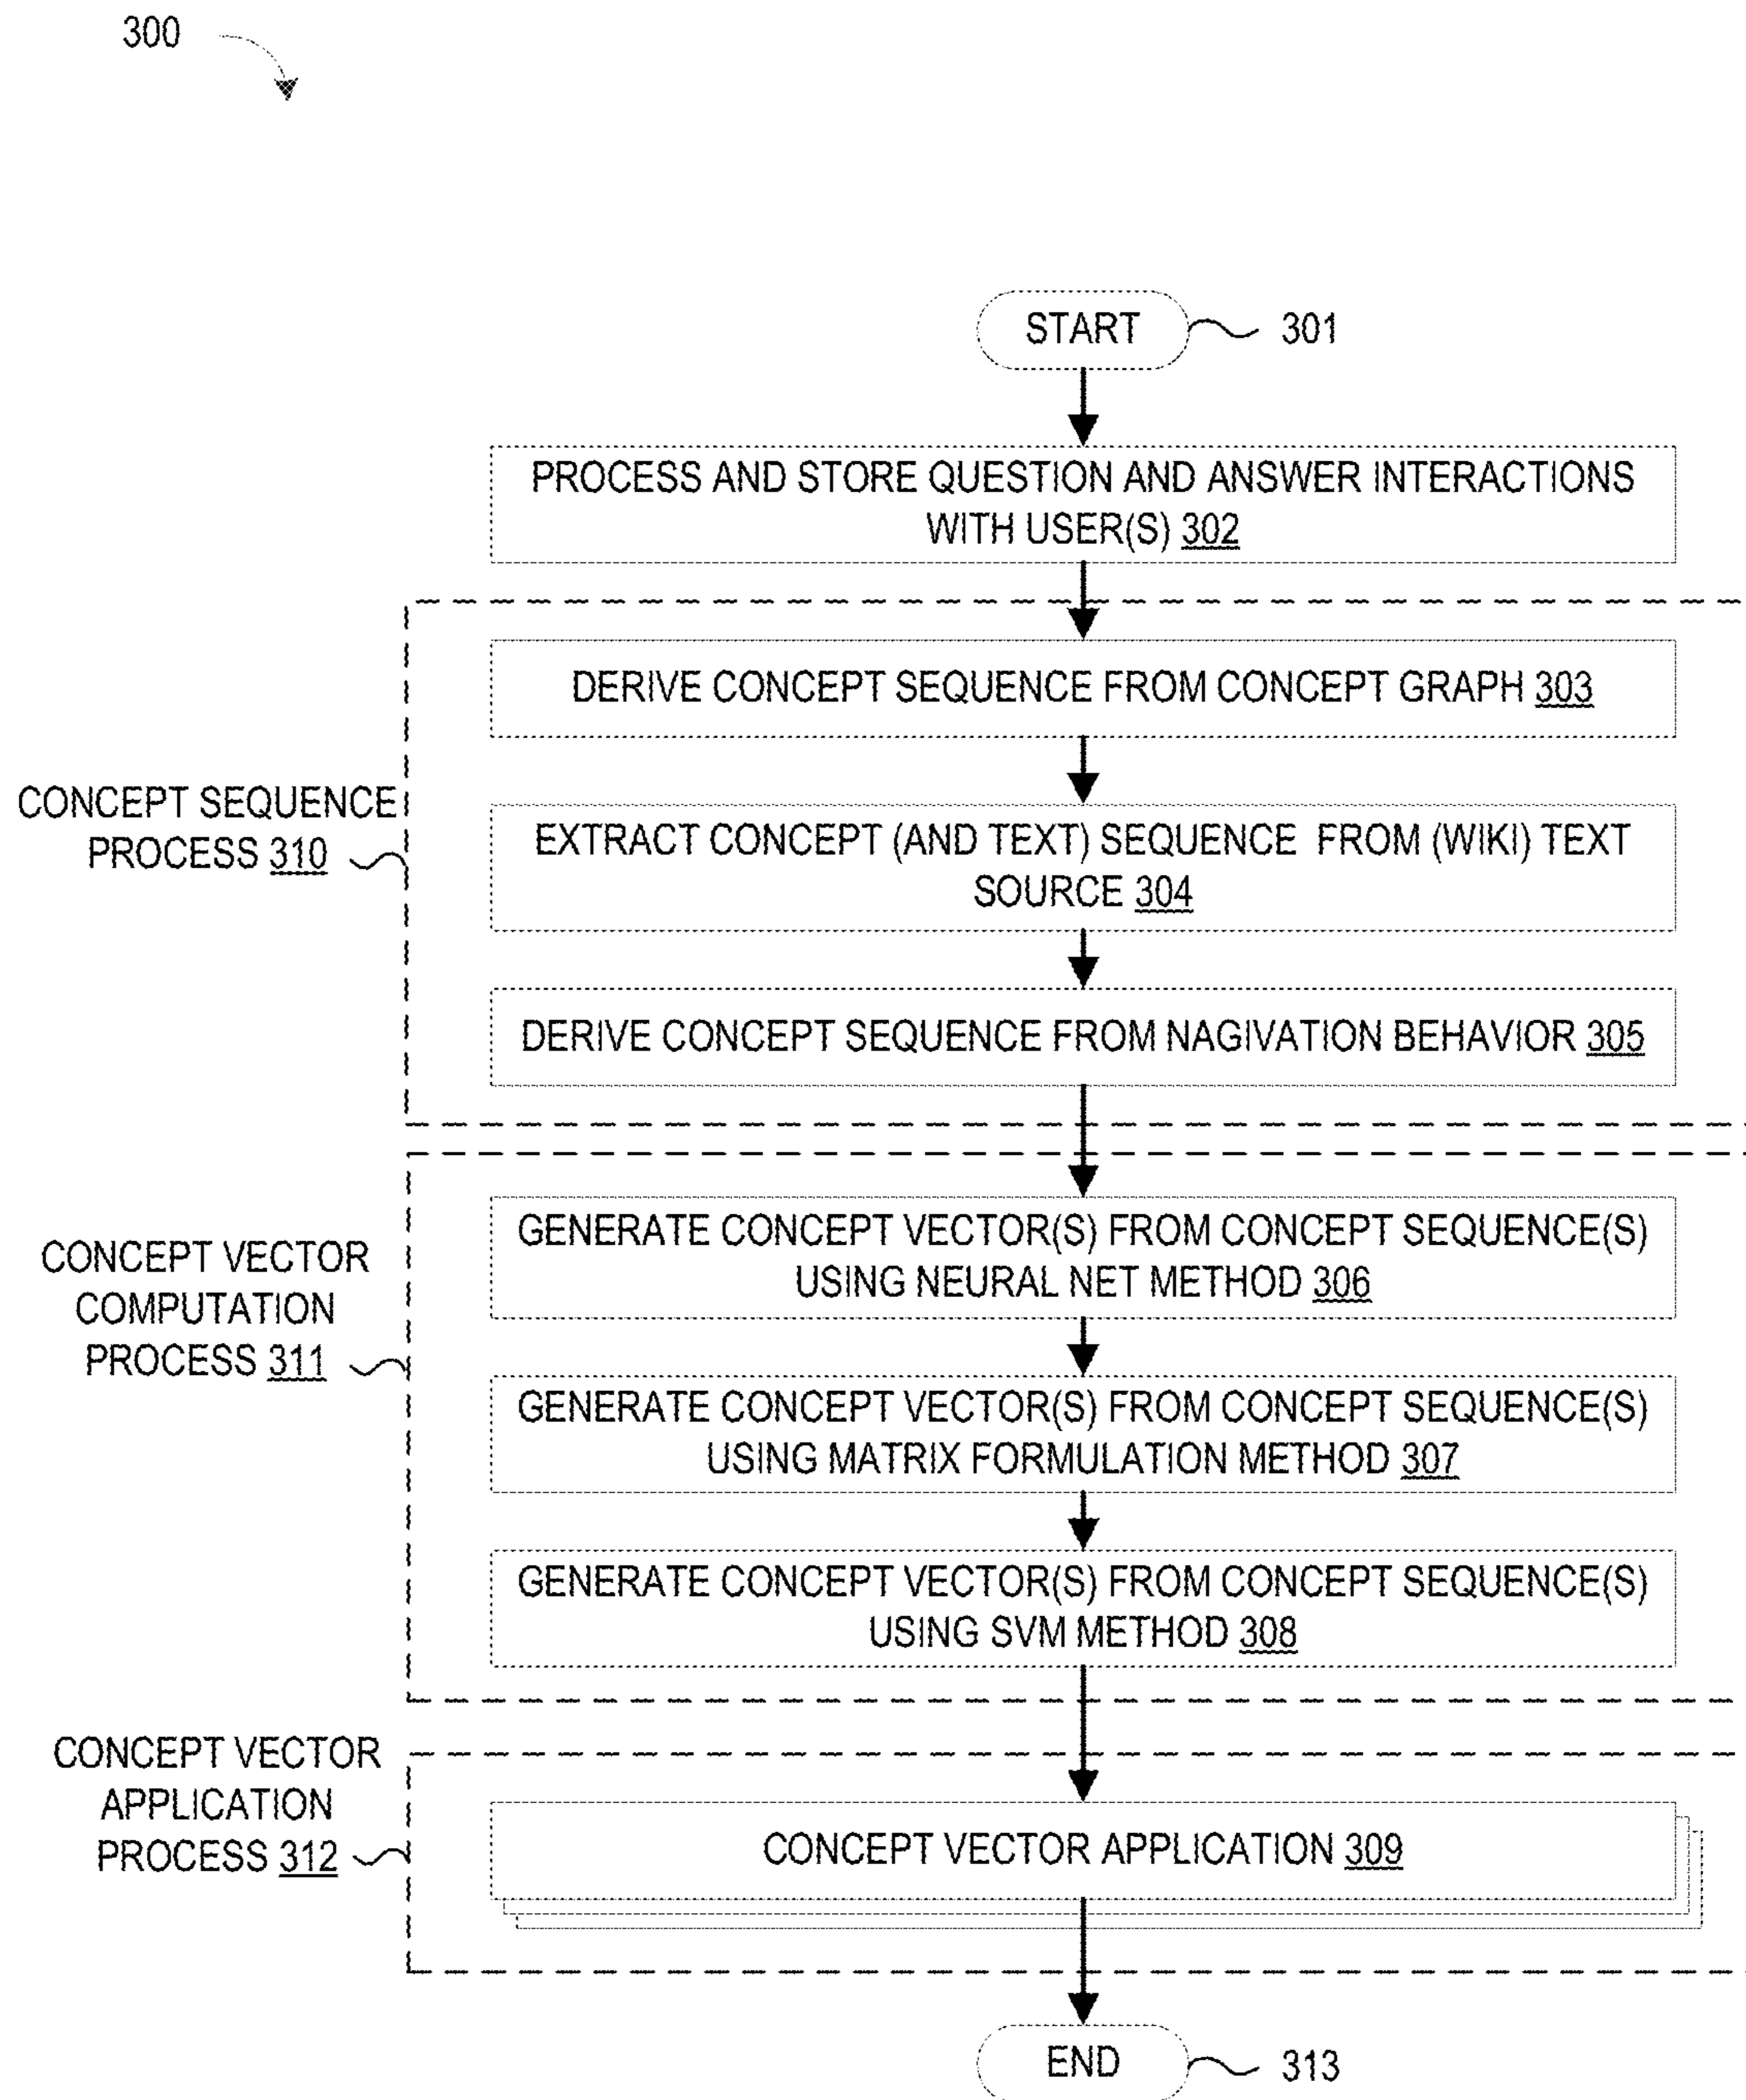 300
START
301
PROCESS AND STORE QUESTION AND ANSWER INTERACTIONS
WITH USER(S) 302
DERIVE CONCEPT SEQUENCE FROM CONCEPT GRAPH 303
CONCEPT SEQUENCE
PROCESS 310
EXTRACT CONCEPT (AND TEXT) SEQUENCE FROM (WIKI) TEXT
SOURCE 304
DERIVE CONCEPT SEQUENCE FROM NAGIVATION BEHAVIOR 305
CONCEPT VECTOR
COMPUTATION
PROCESS 311
GENERATE CONCEPT VECTOR(S) FROM CONCEPT SEQUENCE(S)
USING NEURAL NET METHOD 306
GENERATE CONCEPT VECTOR(S) FROM CONCEPT SEQUENCE(S)
USING MATRIX FORMULATION METHOD 307
GENERATE CONCEPT VECTOR(S) FROM CONCEPT SEQUENCE(S)
USING SVM METHOD 308
CONCEPT VECTOR
APPLICATION
PROCESS 312
CONCEPT VECTOR APPLICATION 309
END
313